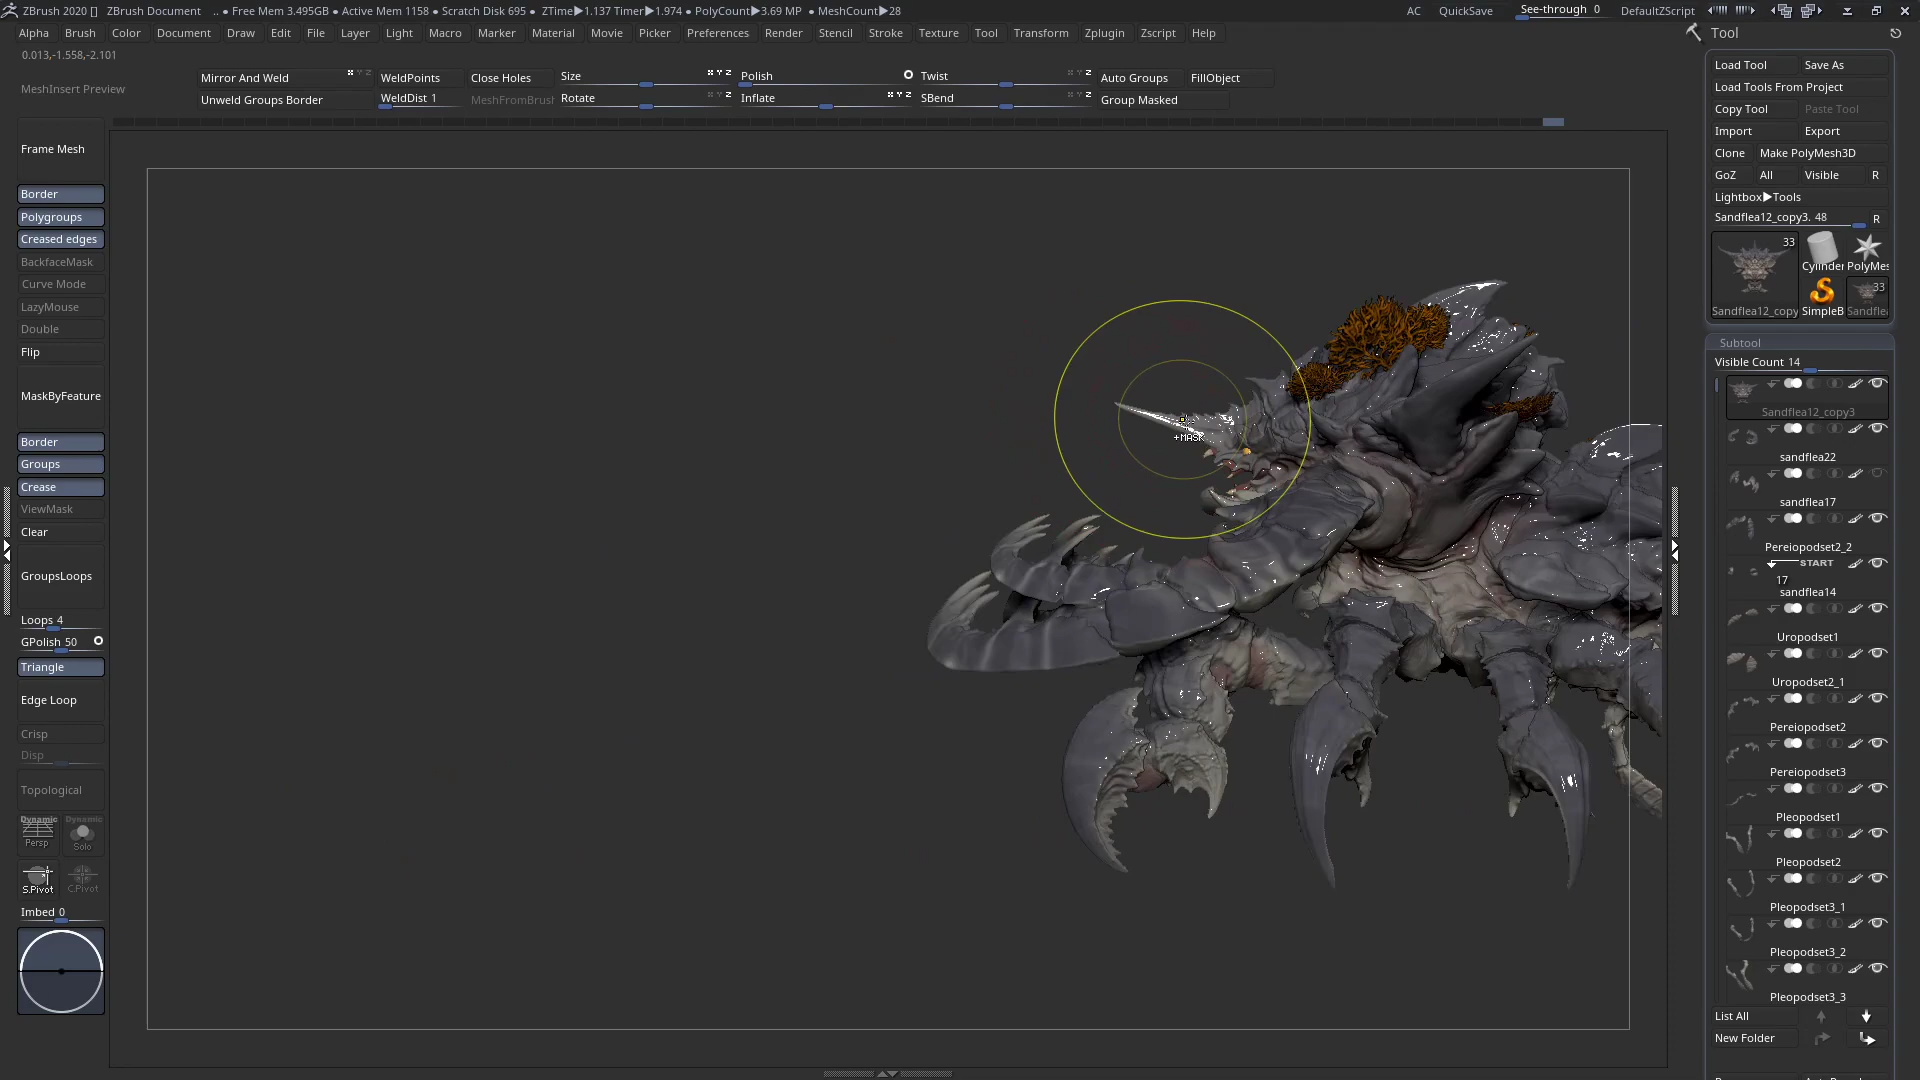 ZBrush 2020 [] ZBrush Document .. • Free Mem 3.495GB • Active Mem 1158 • Scratch Disk 695 • ZTime▶1.137 Timer▶1.974 • PolyCount▶3.69 MP • MeshCount▶28 AC QuickSave See-through 0 DefaultZScript
Alpha Brush Color Document Draw Edit File Layer Light Macro Marker Material Movie Picker Preferences Render Stencil Stroke Texture Tool Transform Zplugin Zscript Help
0.013,-1.558,-2.101
MeshInsert Preview
Mirror And Weld WeldPoints Close Holes Size Polish Twist Auto Groups FillObject
Unweld Groups Border WeldDist 1 MeshFromBrush Rotate Inflate SBend Group Masked
Frame Mesh
Border
Polygroups
Creased edges
BackfaceMask
Curve Mode
LazyMouse
Double
Flip
MaskByFeature
Border
Groups
Crease
ViewMask
Clear
GroupsLoops
Loops 4
GPolish 50
Triangle
Edge Loop
Crisp
Disp
Topological
Dynamic Dynamic
Persp Solo
S.Pivot C.Pivot
Imbed 0
+MASK
Tool
Load Tool Save As
Load Tools From Project
Copy Tool Paste Tool
Import Export
Clone Make PolyMesh3D
GoZ All Visible R
Lightbox▶Tools
Sandflea12_copy3. 48 R
33
Cylinder PolyMes
33
Sandflea12_copy SimpleB Sandflea
Subtool
Visible Count 14
Sandflea12_copy3
sandflea22
sandflea17
Pereiopodset2_2
START
17
sandflea14
Uropodset1
Uropodset2_1
Pereiopodset2
Pereiopodset3
Pleopodset1
Pleopodset2
Pleopodset3_1
Pleopodset3_2
Pleopodset3_3
List All
New Folder